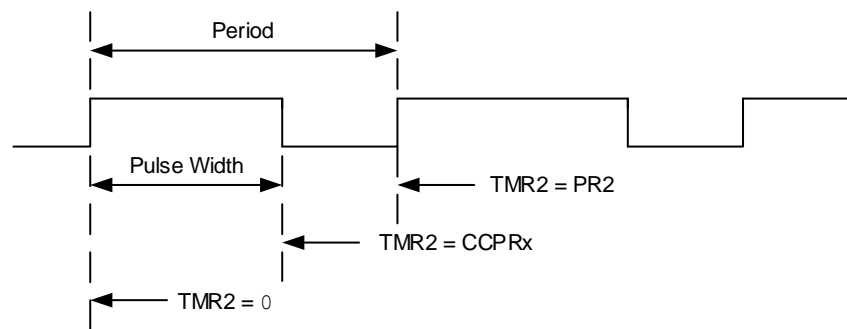 Period
Pulse Width
TMR2 = PR2
TMR2 = CCPRx
TMR2 = 0